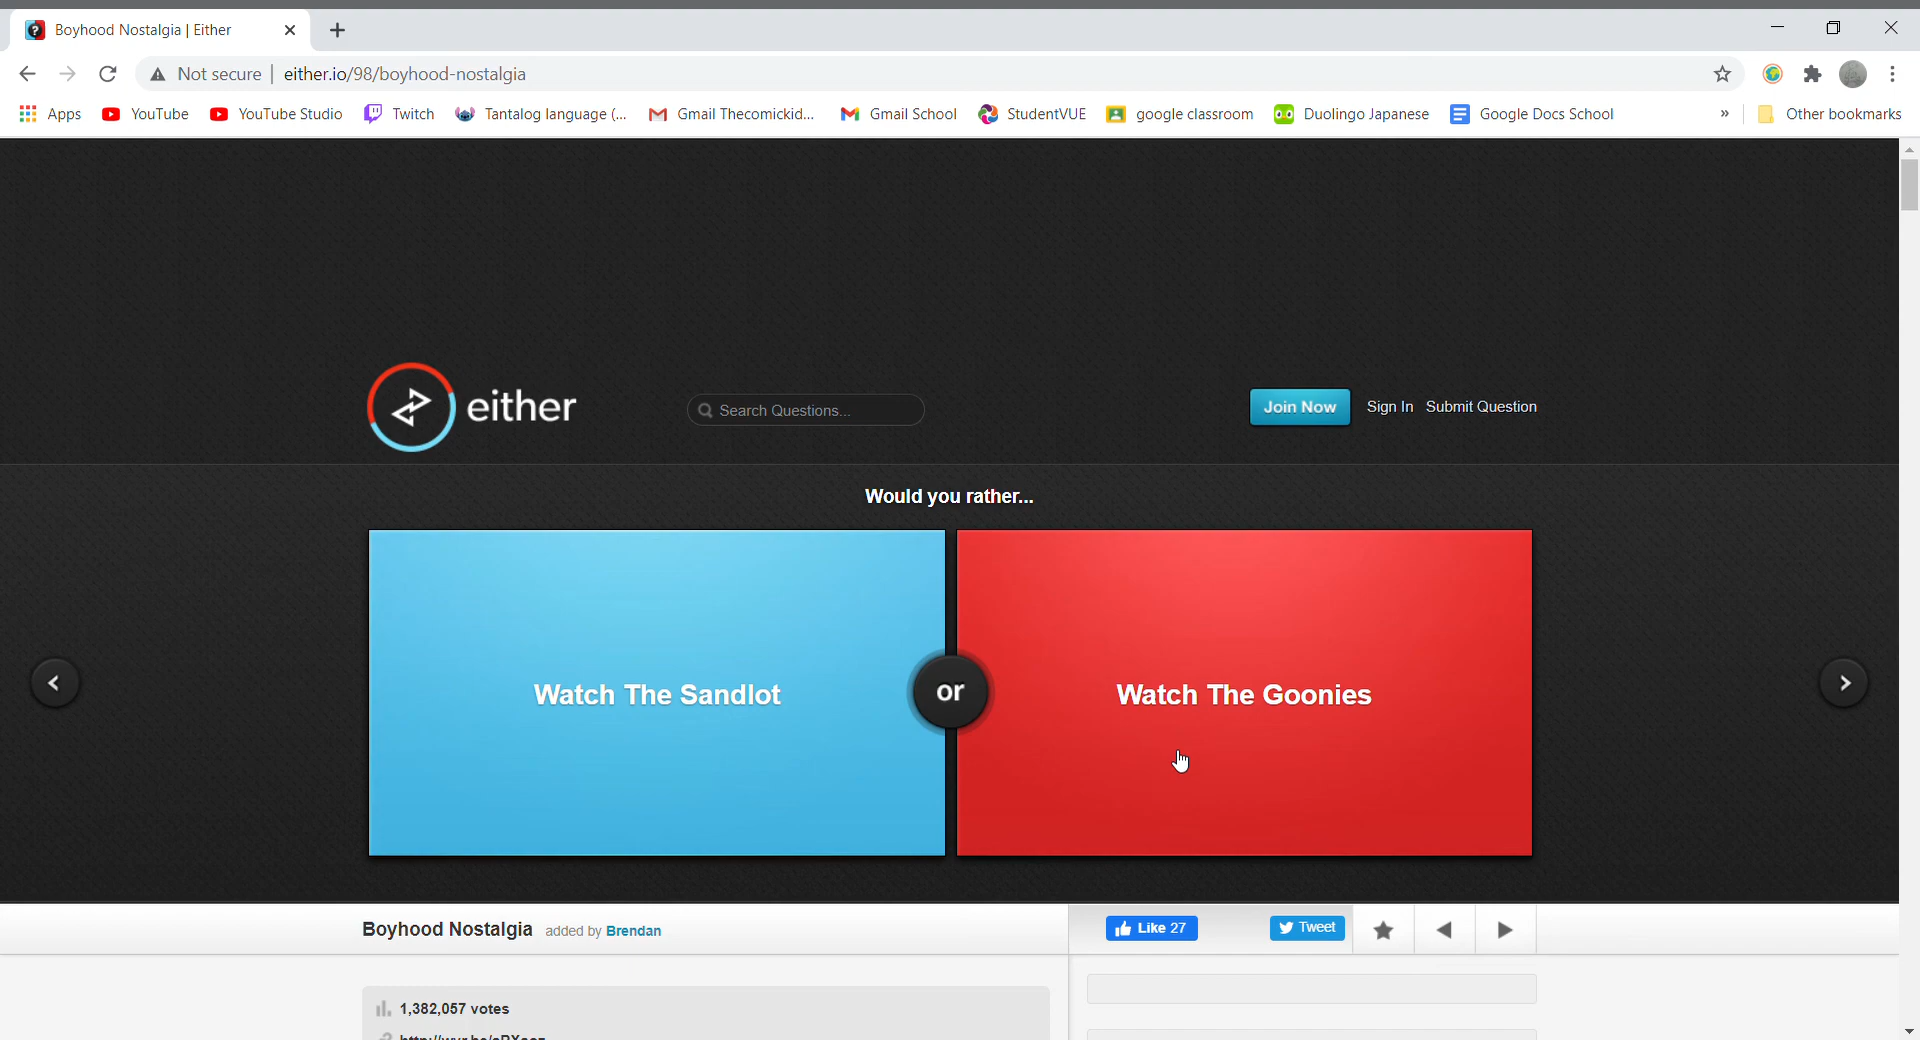 Boyhood Nostalgia | Either
Not secure | either.io/98/boyhood-nostalgia
Apps YouTube YouTube Studio Twitch Tantalog language (... Gmail Thecomickid... Gmail School StudentVUE google classroom Duolingo Japanese Google Docs School » Other bookmarks
either Search Questions... Join Now Sign In Submit Question
Would you rather...
Watch The Sandlot or Watch The Goonies
Boyhood Nostalgia added by Brendan Like 27 Tweet
1,382,057 votes